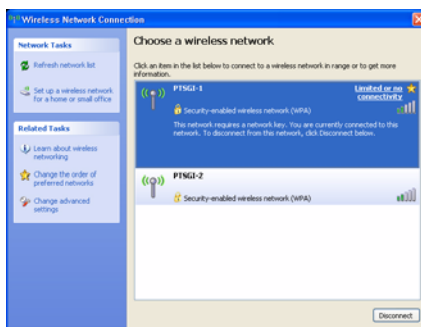 Wireless Network Connection
Network Tasks
Refresh network list
Set up a wireless network
for a home or small office
Related Tasks
Learn about wireless
networking
Change the order of
preferred networks
Change advanced
settings
Choose a wireless network
Click an item in the list below to connect to a wireless network in range or to get more
information.
PTSGI-1
Limited or no
connectivity
Security-enabled wireless network (WPA)
This network requires a network key. You are currently connected to this
network. To disconnect from this network, click Disconnect below.
PTSGI-2
Security-enabled wireless network (WPA)
Disconnect